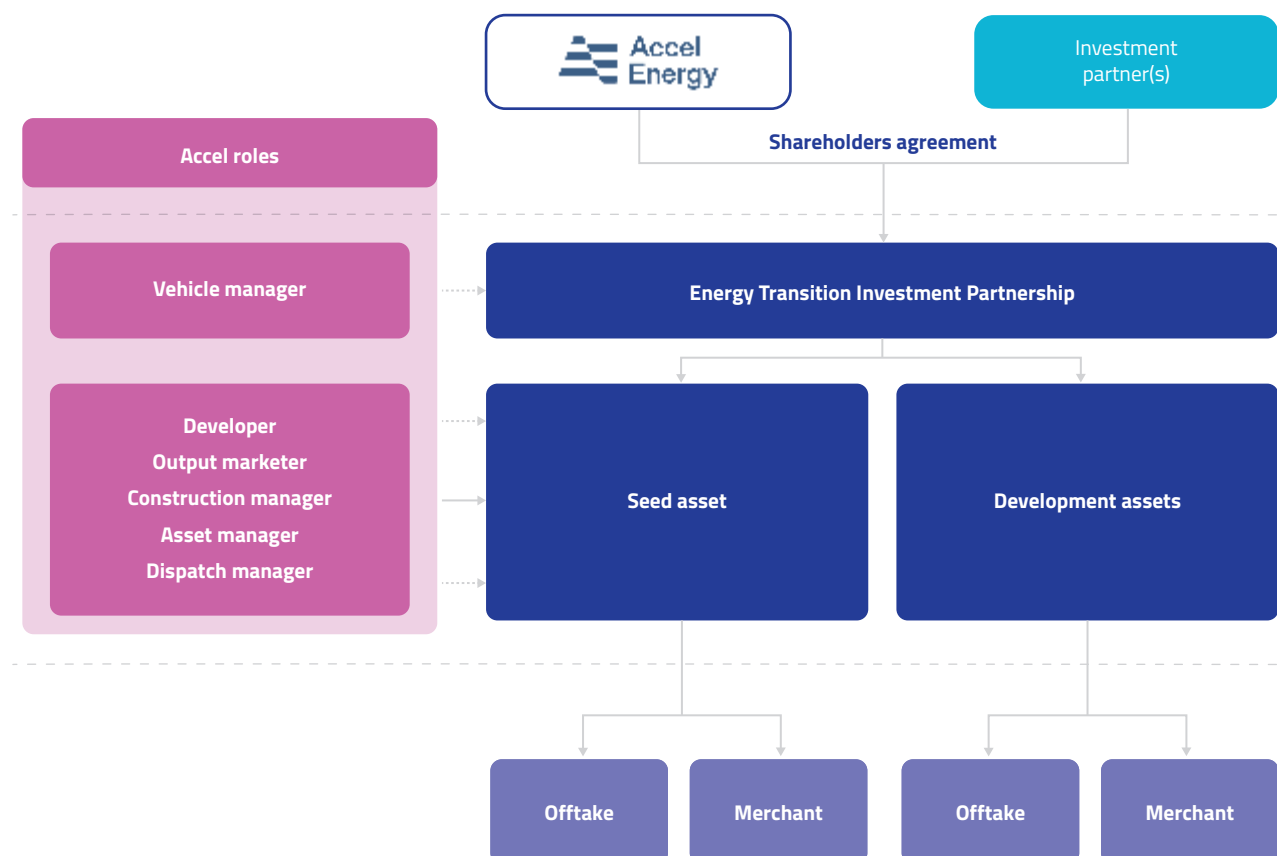 Accel
Energy
Investment
partner(s)
Shareholders agreement
Accel roles
Vehicle manager
Energy Transition Investment Partnership
Developer
Output marketer
Construction manager
Asset manager
Dispatch manager
Seed asset
Development assets
Offtake
Merchant
Offtake
Merchant